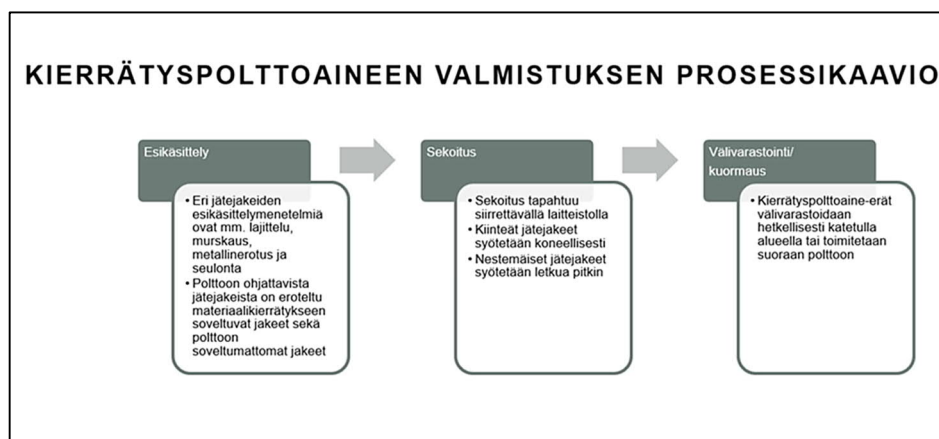 KIERRÄTYSPOLTTOAINEEN VALMISTUKSEN PROSESSIKAAVIO
Esikäsittely
• Eri jätejakeiden
esikäsittelymenetelmiä
ovat mm. lajittelu,
murskaus,
metallinerotus ja
seulonta
• Polttoon ohjattavista
jätejakeista on eroteltu
materiaalikierrätykseen
soveltuvat jakeet sekä
polttoon
soveltumattomat jakeet
Sekoitus
• Sekoitus tapahtuu
siirrettävällä laitteistolla
• Kiinteät jätejakeet
syötetään koneellisesti
• Nestemäiset jätejakeet
syötetään letkua pitkin
Välivarastointi/
kuormaus
• Kierrätyspolttoaine-erät
välivarastoidaan
hetkellisesti katetulla
alueella tai toimitetaan
suoraan polttoon